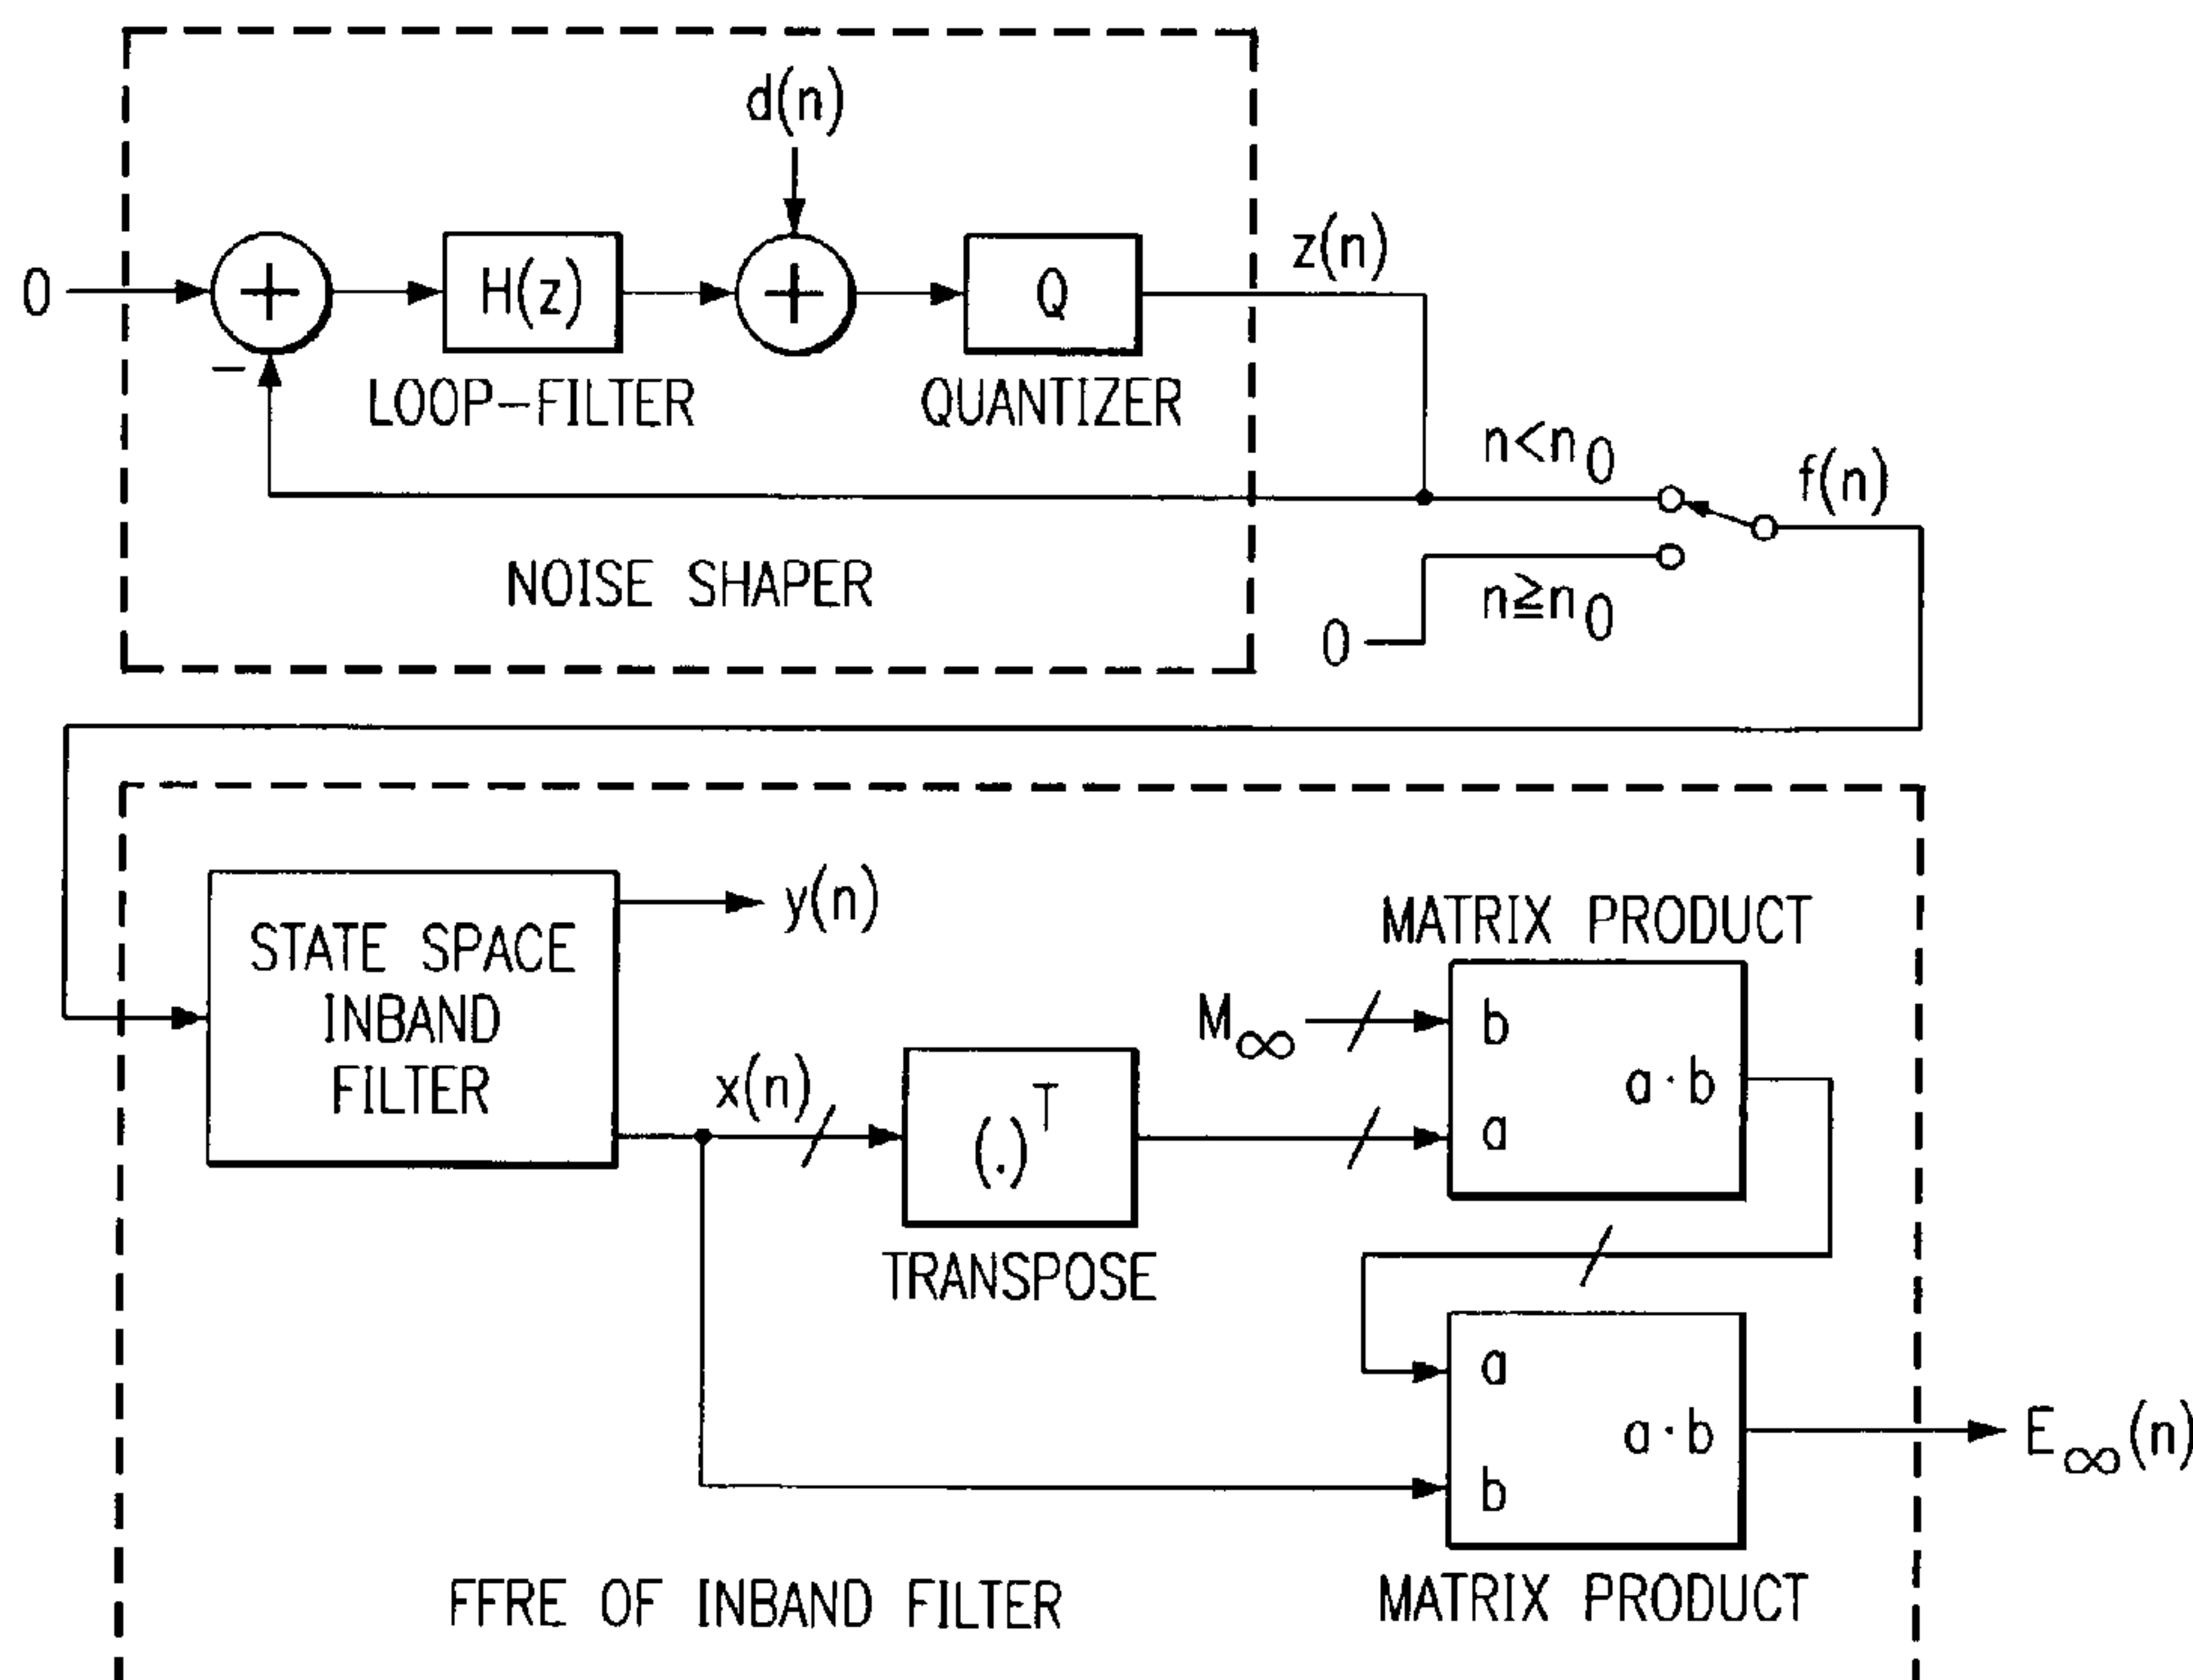 d(n)
0
+
H(z)
+
Q
z(n)
−
LOOP−FILTER
QUANTIZER
n<n0
f(n)
NOISE SHAPER
n≧n0
0
STATE SPACE
INBAND
FILTER
y(n)
MATRIX PRODUCT
M∞
b
a·b
a
x(n)
(.)T
TRANSPOSE
a
a·b
b
E∞(n)
MATRIX PRODUCT
FFRE OF INBAND FILTER